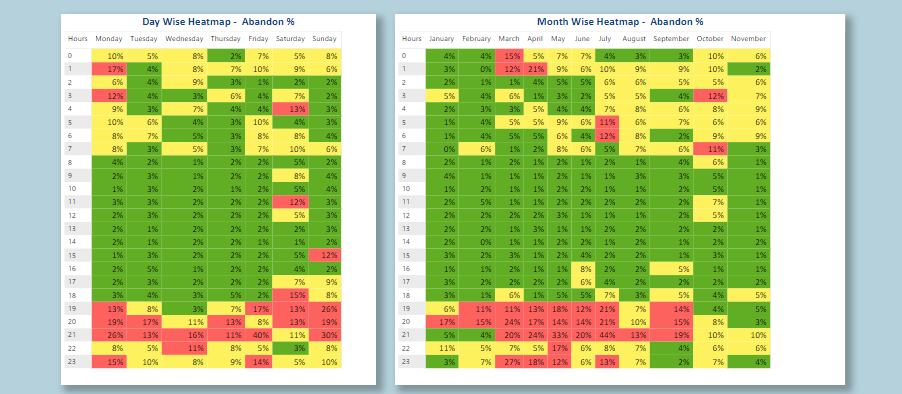 Day Wise Heatmap - Abandon %
Hours Monday Tuesday Wednesday Thursday Friday Saturday Sunday
0 10% 5% 8% 2% 7% 5% 8%
1 17% 4% 8% 7% 10% 9% 6%
2 6% 4% 9% 3% 1% 2% 2%
3 12% 4% 3% 6% 4% 7% 2%
4 9% 3% 7% 4% 4% 13% 3%
5 10% 6% 4% 3% 10% 4% 3%
6 8% 7% 5% 3% 8% 8% 4%
7 8% 3% 5% 3% 7% 10% 6%
8 4% 2% 1% 2% 2% 5% 2%
9 2% 3% 1% 2% 2% 8% 4%
10 1% 3% 2% 1% 2% 5% 4%
11 3% 3% 2% 2% 2% 12% 3%
12 2% 2% 3% 2% 2% 5% 3%
13 2% 1% 2% 2% 2% 2% 3%
14 2% 1% 2% 2% 1% 1% 2%
15 1% 3% 2% 3% 2% 5% 12%
16 2% 5% 1% 2% 2% 4% 2%
17 2% 3% 2% 2% 2% 7% 9%
18 3% 4% 3% 5% 2% 15% 8%
19 13% 8% 3% 7% 17% 13% 26%
20 19% 17% 11% 13% 8% 13% 19%
21 26% 13% 16% 11% 40% 11% 30%
22 8% 5% 11% 8% 5% 3% 8%
23 15% 10% 8% 9% 14% 5% 10%
Month Wise Heatmap - Abandon %
Hours January February March April May June July August September October November
0 4% 4% 15% 5% 7% 7% 4% 3% 3% 10% 6%
1 3% 0% 12% 21% 9% 6% 10% 9% 9% 10% 2%
2 2% 1% 1% 4% 5% 5% 6% 6% 5% 5% 6%
3 5% 4% 6% 1% 3% 2% 5% 5% 4% 12% 7%
4 2% 3% 3% 5% 4% 4% 7% 8% 6% 8% 9%
5 1% 4% 5% 5% 9% 6% 11% 6% 7% 6% 6%
6 1% 4% 5% 5% 6% 4% 12% 8% 2% 9% 9%
7 0% 6% 1% 2% 8% 6% 5% 7% 6% 11% 3%
8 2% 1% 2% 1% 2% 1% 2% 1% 4% 6% 1%
9 4% 1% 1% 1% 2% 1% 1% 3% 3% 5% 1%
10 2% 1% 1% 1% 2% 1% 2% 2% 2% 5% 1%
11 2% 5% 1% 1% 2% 2% 2% 2% 2% 7% 1%
12 2% 1% 2% 2% 3% 1% 1% 2% 2% 5% 1%
13 2% 2% 1% 3% 1% 1% 2% 2% 1% 2% 1%
14 2% 0% 2% 1% 2% 1% 2% 1% 2% 2% 1%
15 3% 2% 1% 1% 2% 4% 2% 2% 1% 3% 1%
16 1% 1% 2% 1% 1% 8% 2% 2% 5% 1% 1%
17 3% 2% 2% 2% 2% 6% 4% 2% 2% 2% 2%
18 3% 1% 6% 1% 5% 5% 7% 3% 5% 4% 5%
19 6% 11% 11% 13% 18% 12% 21% 7% 14% 4% 5%
20 17% 15% 24% 17% 14% 14% 21% 10% 15% 8% 3%
21 5% 4% 20% 24% 33% 20% 44% 13% 19% 10% 10%
22 11% 5% 7% 5% 17% 6% 8% 7% 4% 6% 6%
23 3% 7% 27% 18% 12% 6% 13% 7% 2% 7% 4%